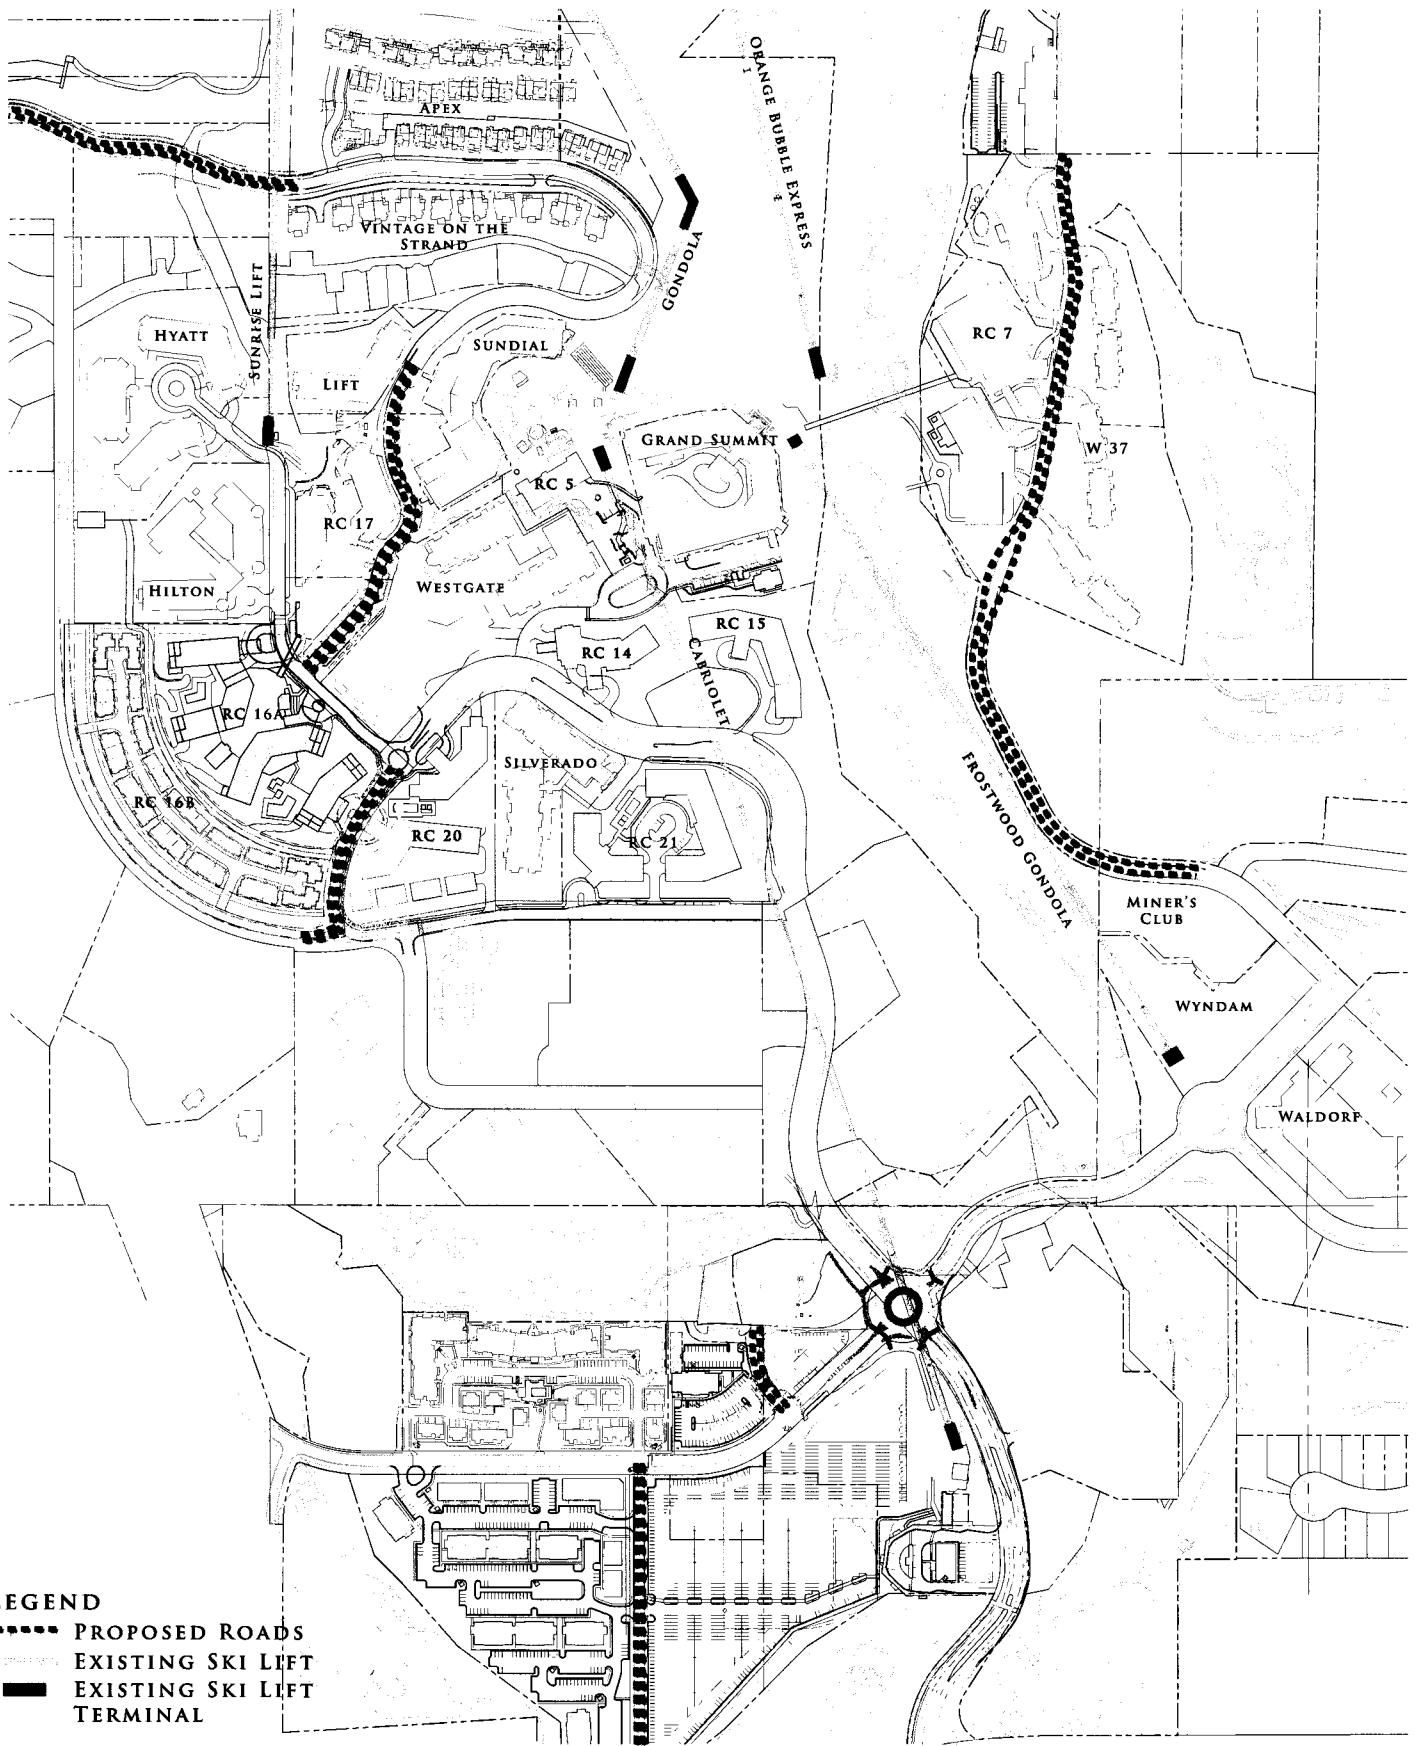 ORANGE BUBBLE EXPRESS
APEX
VINTAGE ON THE
STRAND
GONDOLA
SUNRISE LIFT
HYATT
SUNDIAL
RC 7
LIFT
GRAND SUMMIT
W 37
RC 5
RC 17
WESTGATE
HILTON
RC 15
RC 14
CABRIOLET
RC 16A
SILVERADO
FROSTWOOD GONDOLA
RC 16B
RC 20
RC 21
MINER'S
CLUB
WYNDAM
WALDORF
EGEND
PROPOSED ROADS
EXISTING SKI LIFT
EXISTING SKI LIFT
TERMINAL